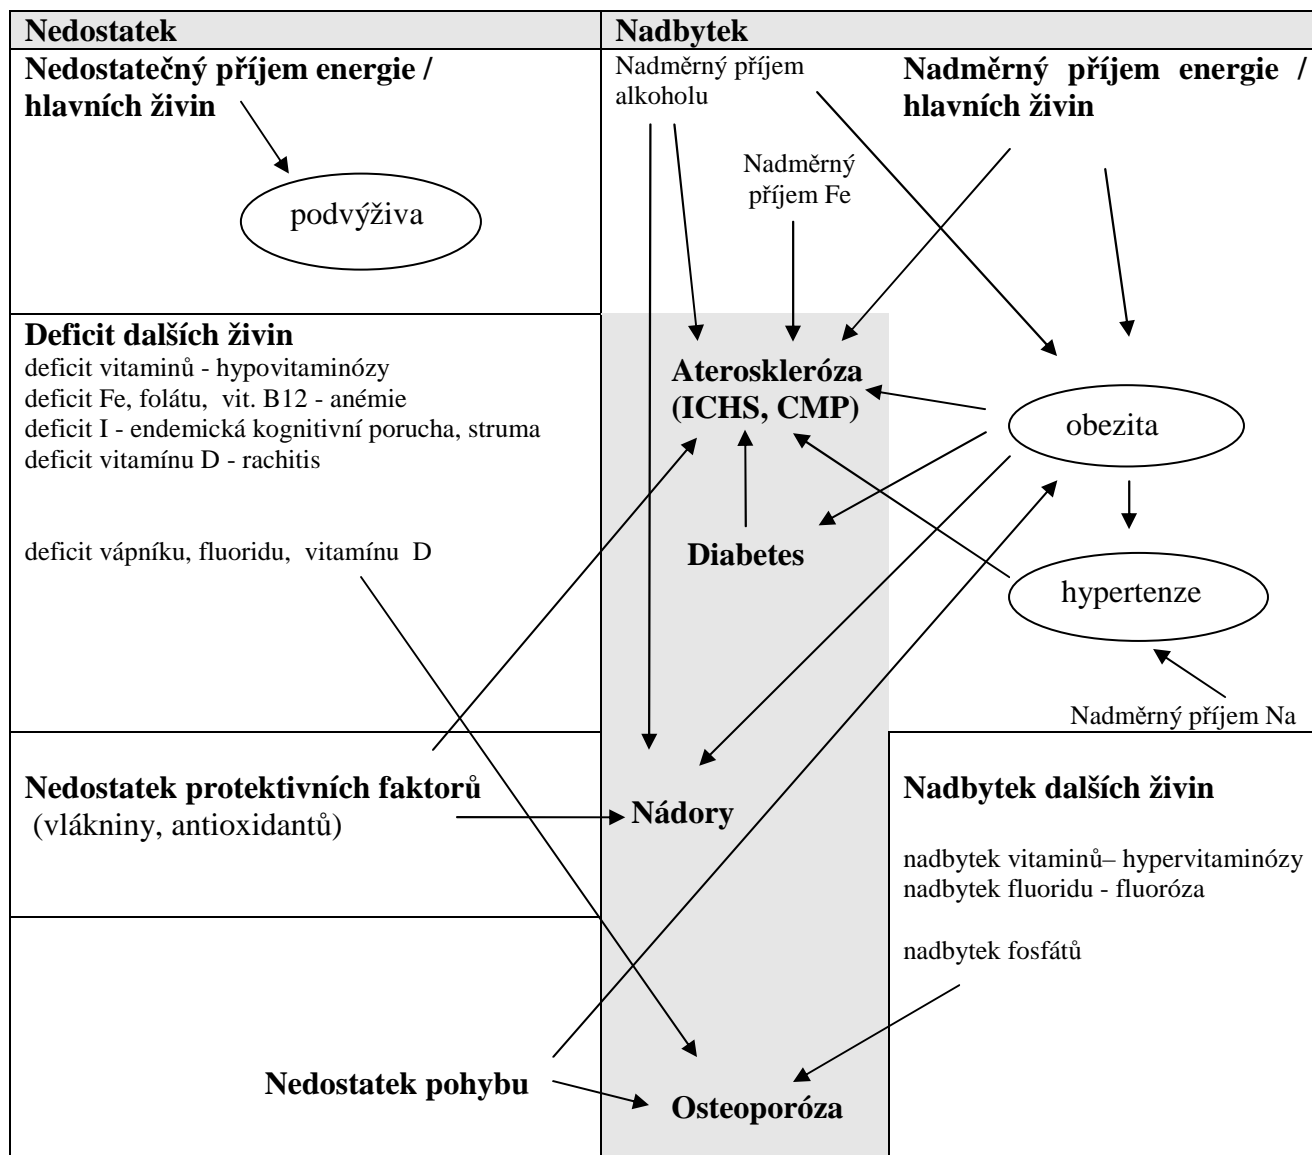 Nedostatek
Nadbytek
Nedostatečný příjem energie /
hlavních živin
podvýživa
Nadměrný příjem
alkoholu
Nadměrný příjem energie /
hlavních živin
Nadměrný
příjem Fe
Deficit dalších živin
deficit vitaminů - hypovitaminózy
deficit Fe, folátu, vit. B12 - anémie
deficit I - endemická kognitivní porucha, struma
deficit vitamínu D - rachitis
deficit vápníku, fluoridu, vitamínu D
Ateroskleróza
(ICHS, CMP)
obezita
Diabetes
hypertenze
Nadměrný příjem Na
Nedostatek protektivních faktorů
(vlákniny, antioxidantů)
Nádory
Nadbytek dalších živin
nadbytek vitaminů– hypervitaminózy
nadbytek fluoridu - fluoróza
nadbytek fosfátů
Nedostatek pohybu
Osteoporóza